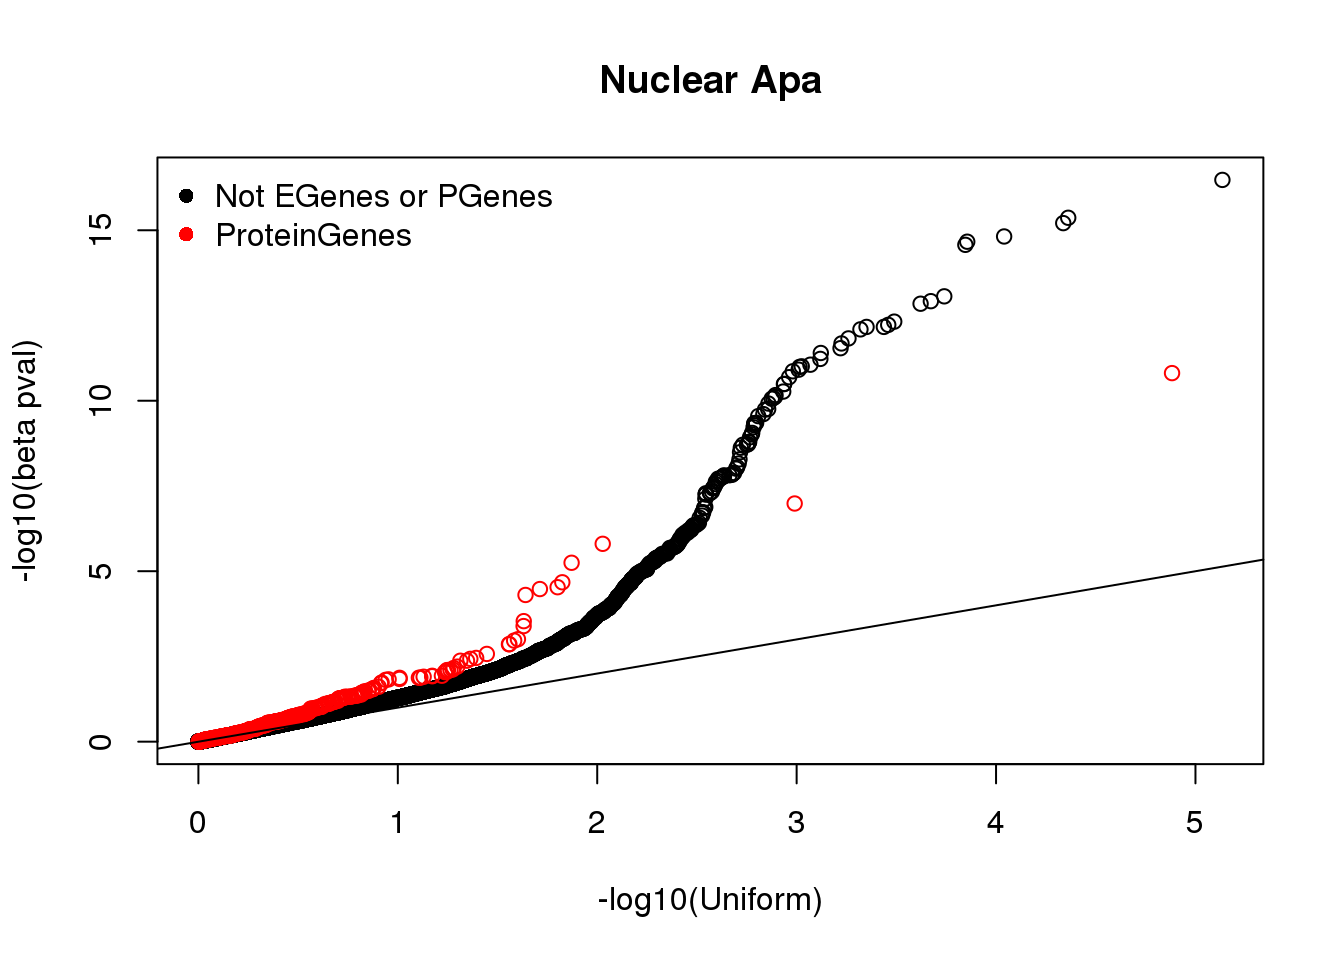 Nuclear Apa
Not EGenes or PGenes
ProteinGenes
-log10(beta pval)
15
10
5
0
0 1 2 3 4 5
-log10(Uniform)